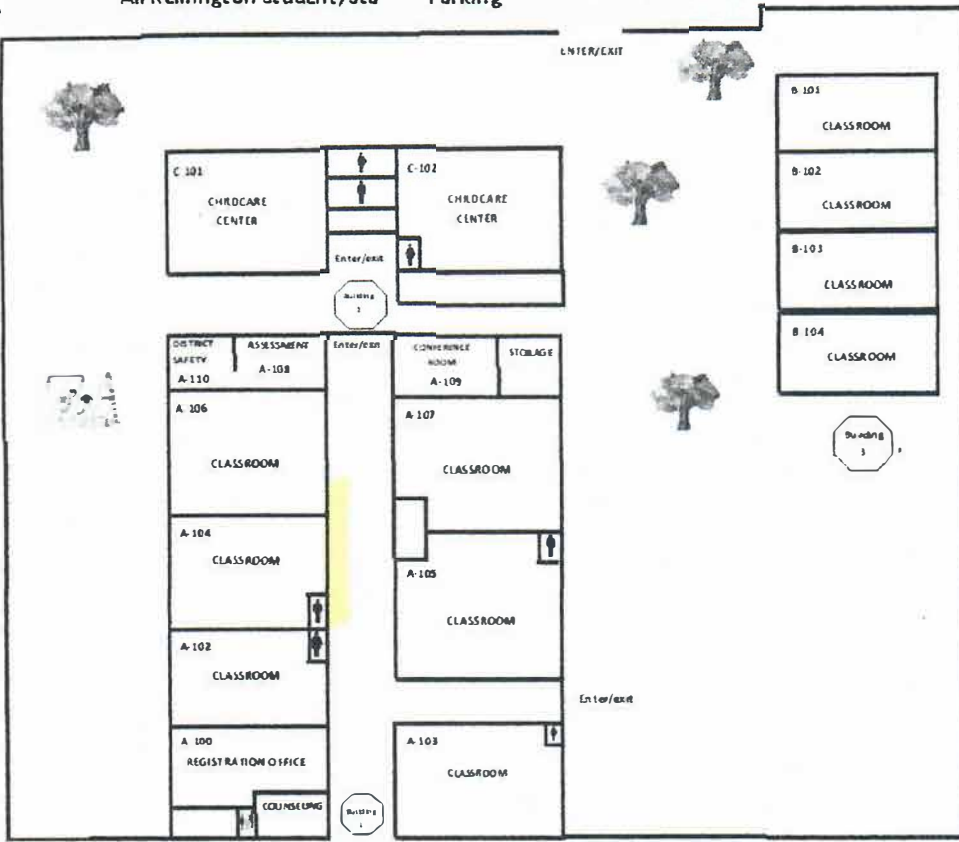 Parking
ENTER/EXIT
B-101
CLASSROOM
C-101
CHILDCARE
CENTER
C-102
CHILDCARE
CENTER
B-102
CLASSROOM
B-103
CLASSROOM
B-104
CLASSROOM
Enter/exit
Building
DISTRICT
SAFETY
A-110
ASSESSMENT
A-108
Enter/exit
CONFERENCE
ROOM
A-109
STORAGE
A 106
CLASSROOM
A-107
CLASSROOM
Building
3
A-104
CLASSROOM
A-105
CLASSROOM
A-102
CLASSROOM
Enter/exit
A 100
REGISTRATION OFFICE
COUNSELING
A-103
CLASSROOM
Building